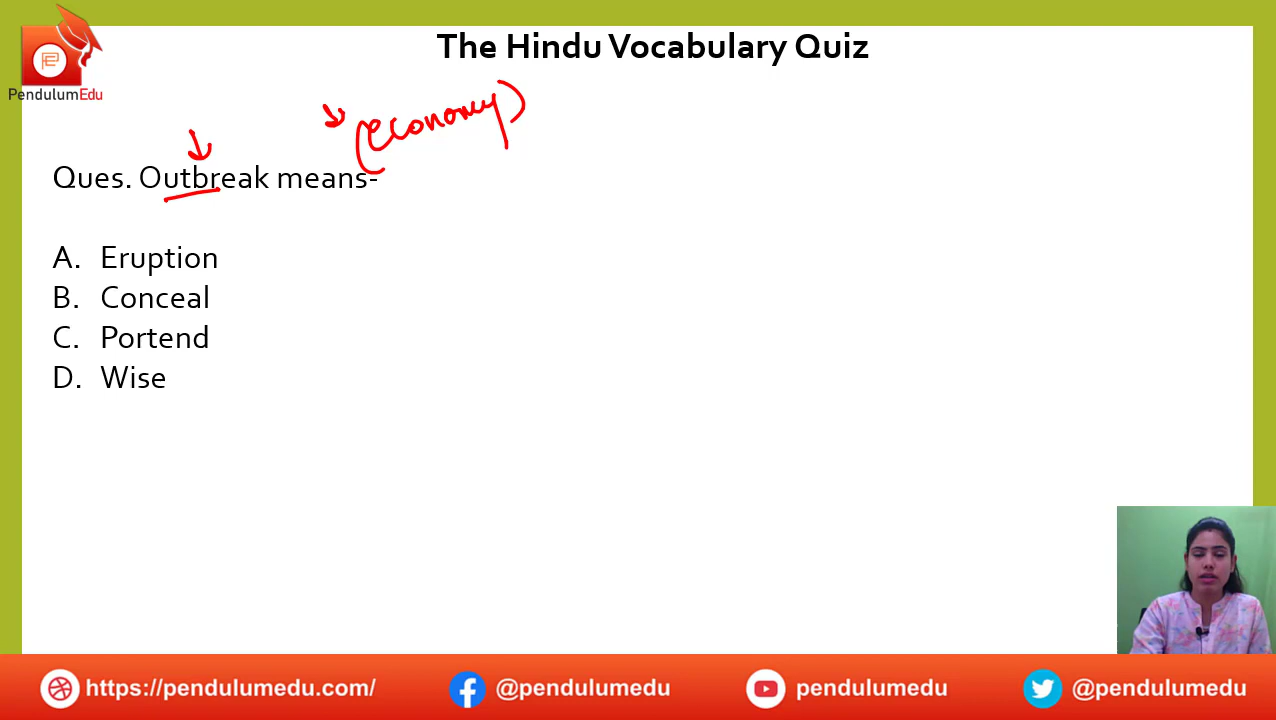 The Hindu Vocabulary Quiz
PendulumEdu
(economy)
Ques. Outbreak means-
A. Eruption
B. Conceal
C. Portend
D. Wise
https://pendulumedu.com/ @pendulumedu pendulumedu @pendulumedu